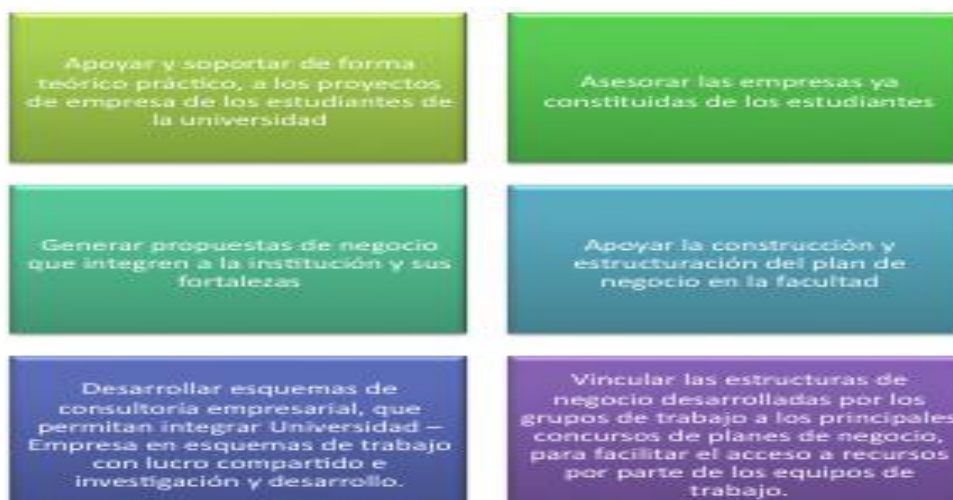 Apoyar y soportar de forma
teórico práctico, a los proyectos
de empresa de los estudiantes de
la universidad
Asesorar las empresas ya
constituidas de los estudiantes
Generar propuestas de negocio
que integren a la institución y sus
fortalezas
Apoyar la construcción y
estructuración del plan de
negocio en la facultad
Desarrollar esquemas de
consultoria empresarial, que
permitan integrar Universidad –
Empresa en esquemas de trabajo
con lucro compartido e
investigación y desarrollo.
Vincular las estructuras de
negocio desarrolladas por los
grupos de trabajo a los principales
concursos de planes de negocio,
para facilitar el acceso a recursos
por parte de los equipos de
trabajo.